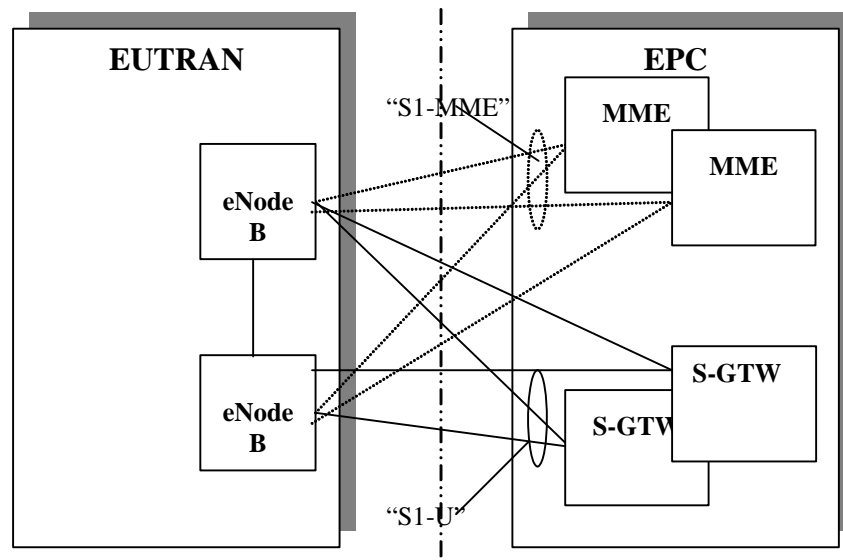 EUTRAN
EPC
“S1-MME”
MME
MME
eNode
B
eNode
B
S-GTW
S-GTW
“S1-U”